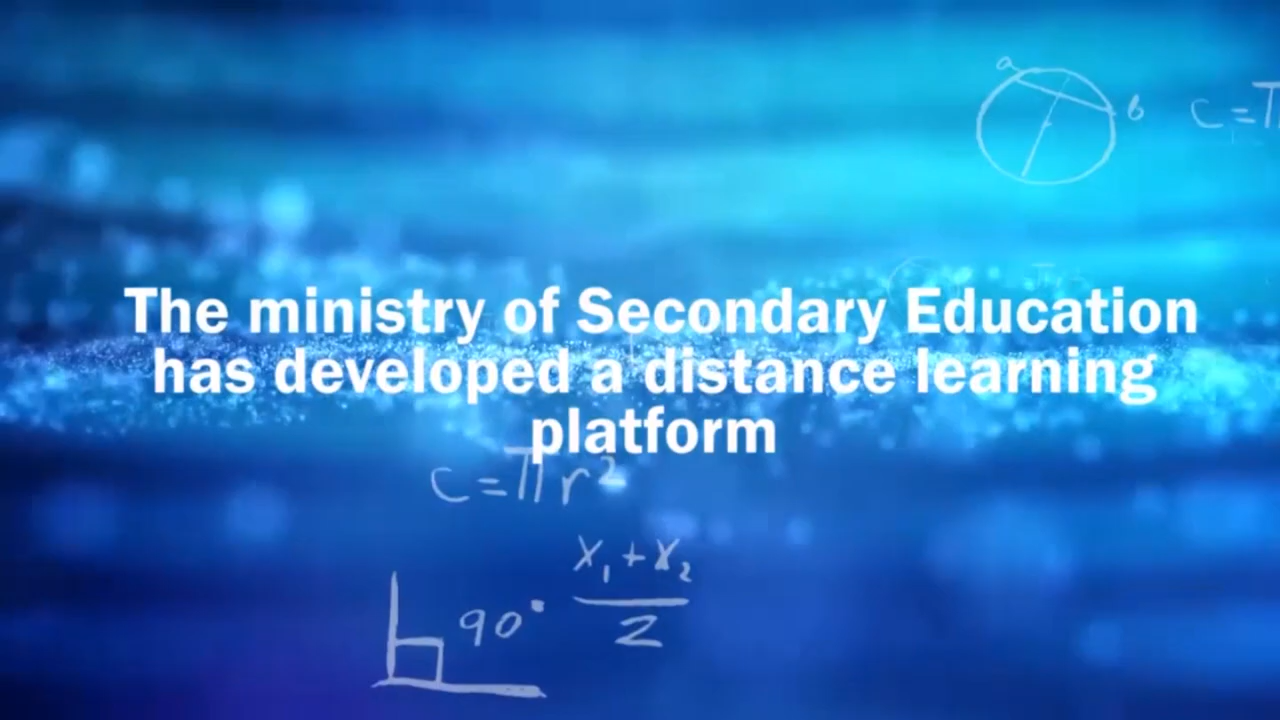 a
b
c=π
The ministry of Secondary Education
has developed a distance learning
platform
c=πr²
x₁+x₂
2
90°